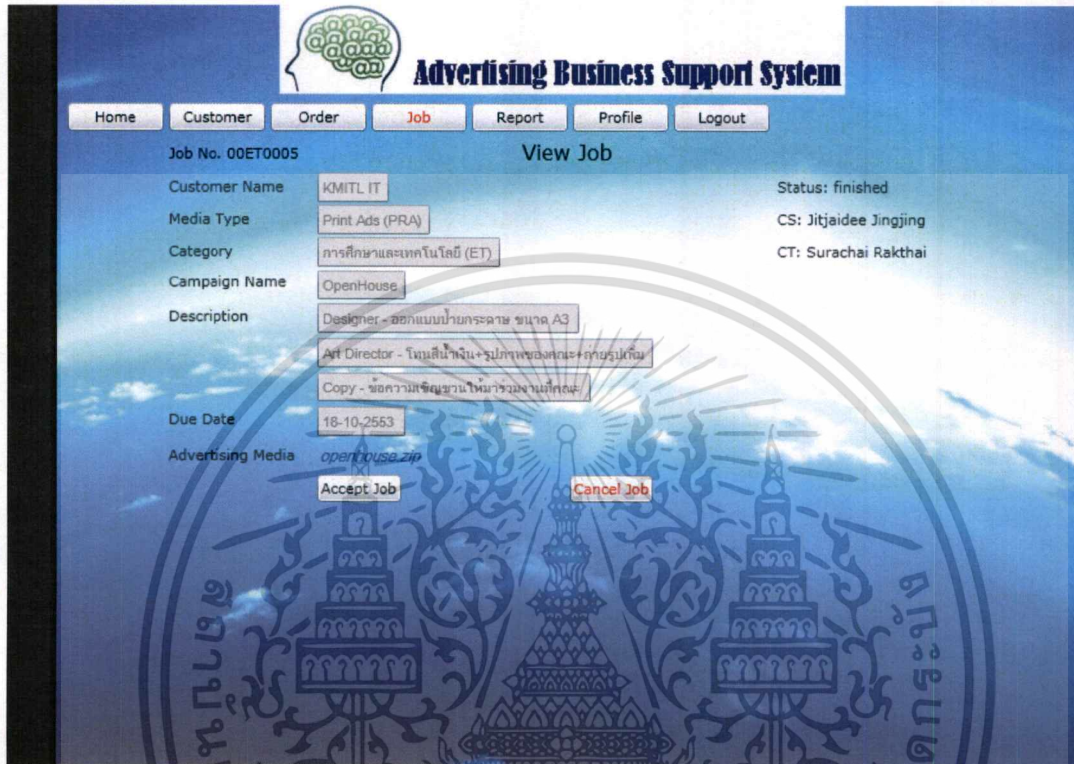 Advertising Business Support System
Home Customer Order Job Report Profile Logout
Job No. 00ET0005 View Job
Customer Name KMITL IT Status: finished
Media Type Print Ads (PRA) CS: Jitjaidee Jingjing
Category การศึกษาและเทคโนโลยี (ET) CT: Surachai Rakthai
Campaign Name OpenHouse
Description Designer - ออกแบบป้ายกระดาษ ขนาด A3
Art Director - โทนสีน้ำเงิน+รูปภาพของคณะ+ถ่ายรูปเพิ่ม
Copy - ข้อความเชิญชวนให้มาร่วมงานที่คณะ
Due Date 18-10-2553
Advertising Media openhouse.zip
Accept Job Cancel Job